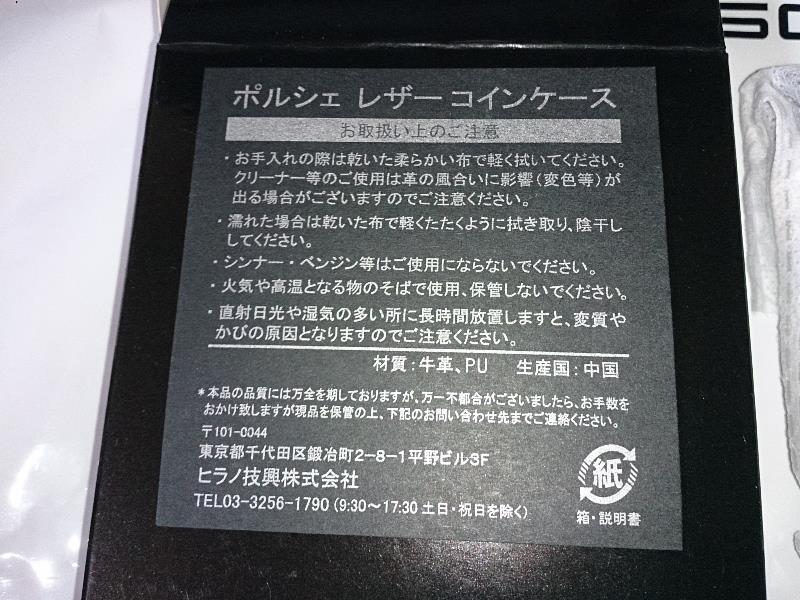 ポルシェ レザー コインケース
お取扱い上のご注意
・お手入れの際は乾いた柔らかい布で軽く拭いてください。
クリーナー等のご使用は革の風合いに影響(変色等)が
出る場合がございますのでご注意ください。
・濡れた場合は乾いた布で軽くたたくように拭き取り、陰干し
してください。
・シンナー・ベンジン等はご使用にならないでください。
・火気や高温となる物のそばで使用、保管しないでください。
・直射日光や湿気の多い所に長時間放置しますと、変質や
かびの原因となりますのでご注意ください。
材質:牛革、PU 生産国:中国
*本品の品質には万全を期しておりますが、万一不都合がございましたら、お手数を
おかけ致しますが現品を保管の上、下記のお問い合わせ先までご連絡ください。
〒101-0044
東京都千代田区鍛冶町2-8-1平野ビル3F
ヒラノ技興株式会社
TEL03-3256-1790 (9:30〜17:30 土日・祝日を除く)
紙
箱・説明書